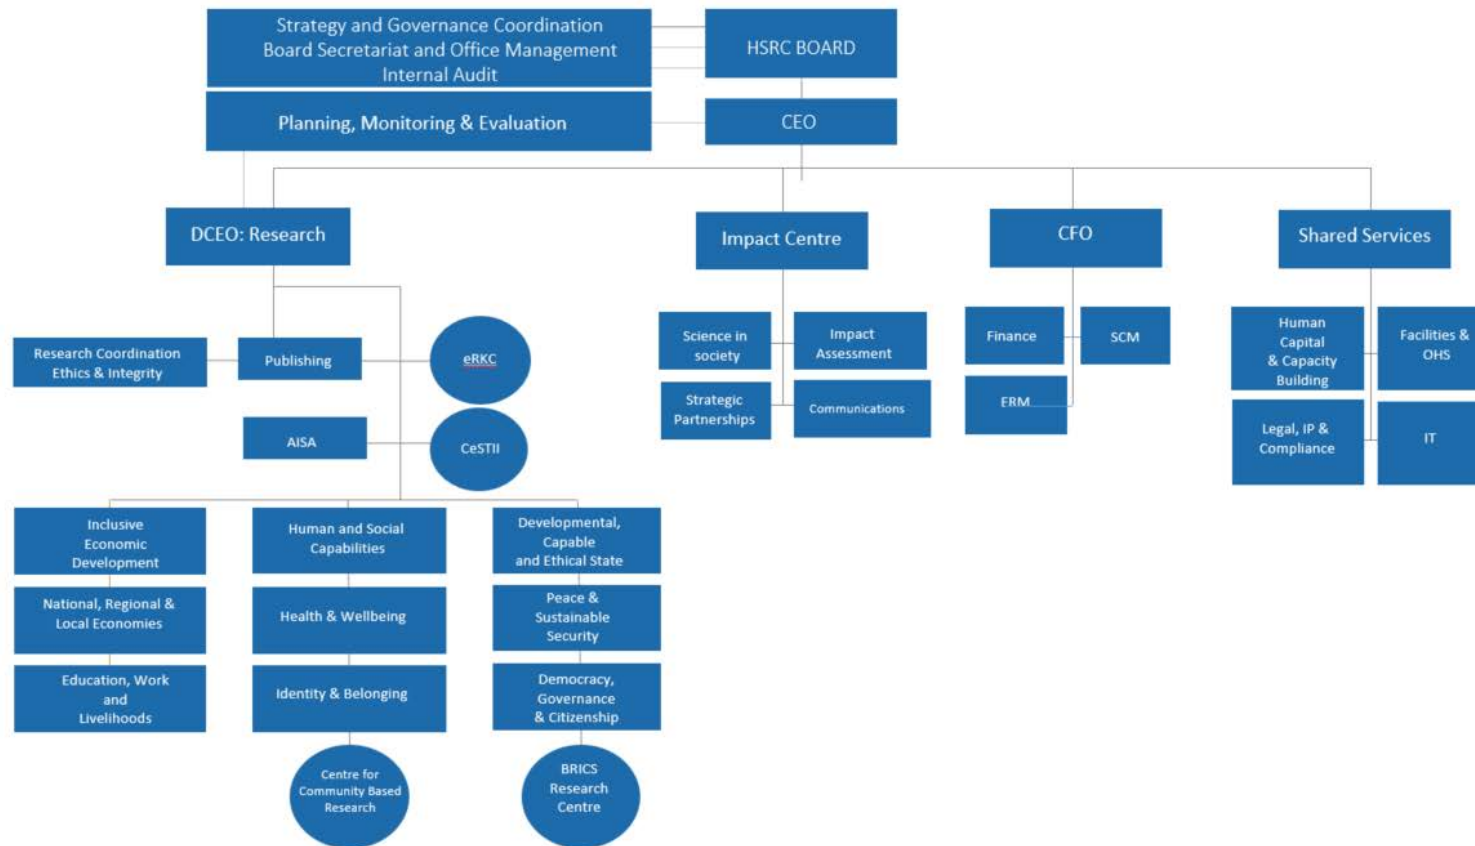 Strategy and Governance Coordination
Board Secretariat and Office Management
Internal Audit
HSRC BOARD
Planning, Monitoring & Evaluation
CEO
DCEO: Research
Impact Centre
CFO
Shared Services
Research Coordination
Ethics & Integrity
Publishing
eRKC
AISA
CeSTII
Science in
society
Impact
Assessment
Strategic
Partnerships
Communications
Finance
SCM
ERM
Human
Capital
& Capacity
Building
Facilities &
OHS
Legal, IP &
Compliance
IT
Inclusive
Economic
Development
Human and Social
Capabilities
Developmental,
Capable
and Ethical State
National, Regional &
Local Economies
Health & Wellbeing
Peace &
Sustainable
Security
Education, Work
and
Livelihoods
Identity & Belonging
Democracy,
Governance
& Citizenship
Centre for
Community Based
Research
BRICS
Research
Centre